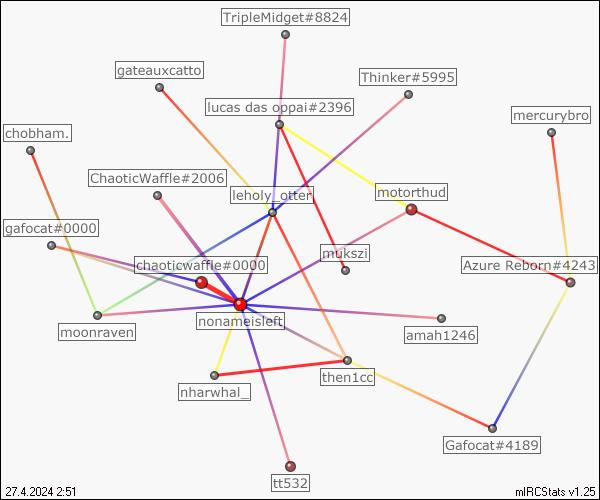 TripleMidget#8824
gateauxcatto
Thinker#5995
lucas das oppai#2396
mercurybro
chobham.
ChaoticWaffle#2006
leholy_otter
motorthud
gafocat#0000
mukszi
chaoticwaffle#0000
Azure Reborn#4243
nonameisleft
moonraven
amah1246
then1cc
nharwhal_
Gafocat#4189
tt532
27.4.2024 2:51
mIRCStats v1.25